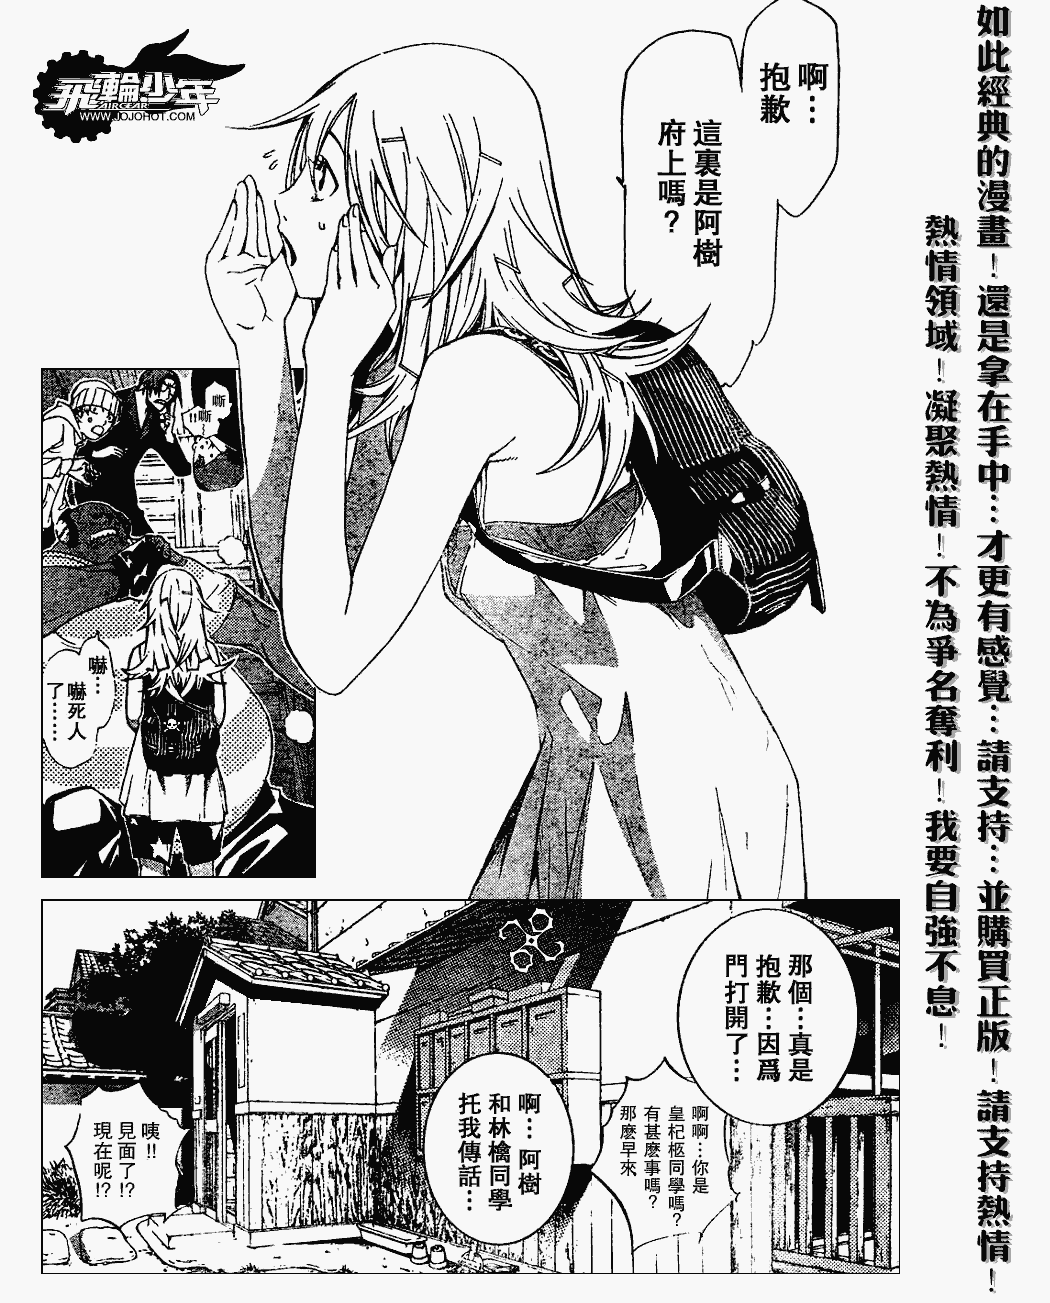 如此經典的漫畫！還是拿在手中…才更有感覺…請支持…並購買正版！請支持熱情！
熱情領域！凝聚熱情！不為爭名奪利！我要自強不息！
飛輪少年
AIRGEAR
WWW.JOJOHOT.COM
啊…
抱歉
這裏是阿樹
府上嗎？
嘶
嘶
!!
嚇…
嚇死人
了……
那個…真是
抱歉…因爲
門打開了…
啊啊…你是
皇杞柩同學嗎？
有甚麽事嗎？
那麽早來
啊…阿樹
和林檎同學
托我傳話…
咦!!
見面了!?
現在呢!?